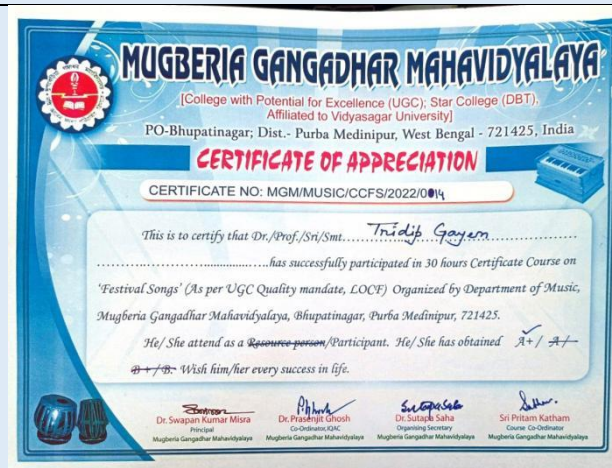 MUGBERIA GANGADHAR MAHAVIDYALAYA
[College with Potential for Excellence (UGC); Star College (DBT),
Affiliated to Vidyasagar University]
PO-Bhupatinagar; Dist.- Purba Medinipur, West Bengal - 721425, India
CERTIFICATE OF APPRECIATION
CERTIFICATE NO: MGM/MUSIC/CCFS/2022/0014
This is to certify that Dr./Prof./Sri/Smt.... Tridip Gayen ..........
..............................has successfully participated in 30 hours Certificate Course on
'Festival Songs' (As per UGC Quality mandate, LOCF) Organized by Department of Music,
Mugberia Gangadhar Mahavidyalaya, Bhupatinagar, Purba Medinipur, 721425.
He/ She attend as a Resource person/Participant. He/ She has obtained A+/ A/
B+/B. Wish him/her every success in life.
Dr. Swapan Kumar Misra Dr. Prasenjit Ghosh Dr. Sutapa Saha Sri Pritam Katham
Principal Co-Ordinator, IQAC Organising Secretary Course Co-Ordinator
Mugberia Gangadhar Mahavidyalaya Mugberia Gangadhar Mahavidyalaya Mugberia Gangadhar Mahavidyalaya Mugberia Gangadhar Mahavidyalaya